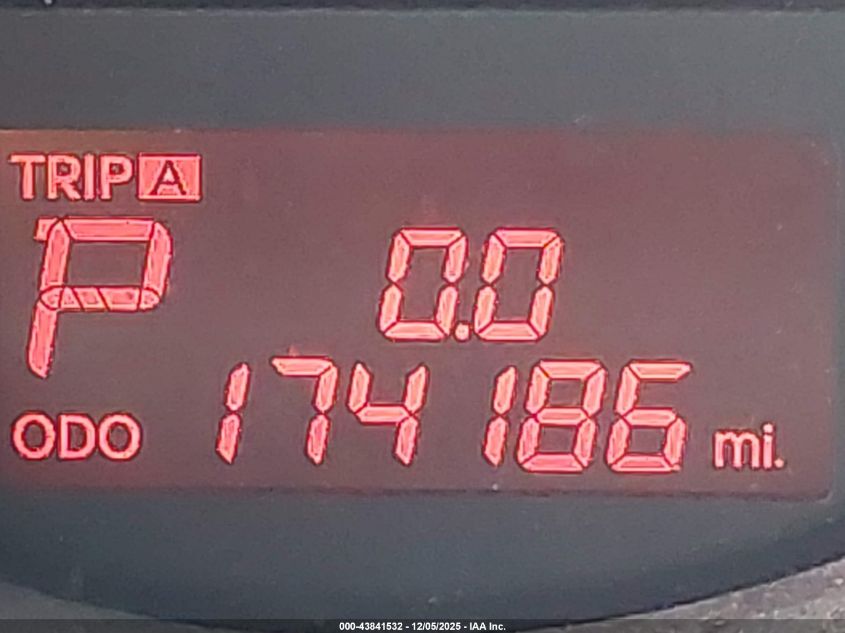 TRIP A
P 0.0
ODO 174186 mi.
000-43841532 - 12/05/2025 - IAA Inc.